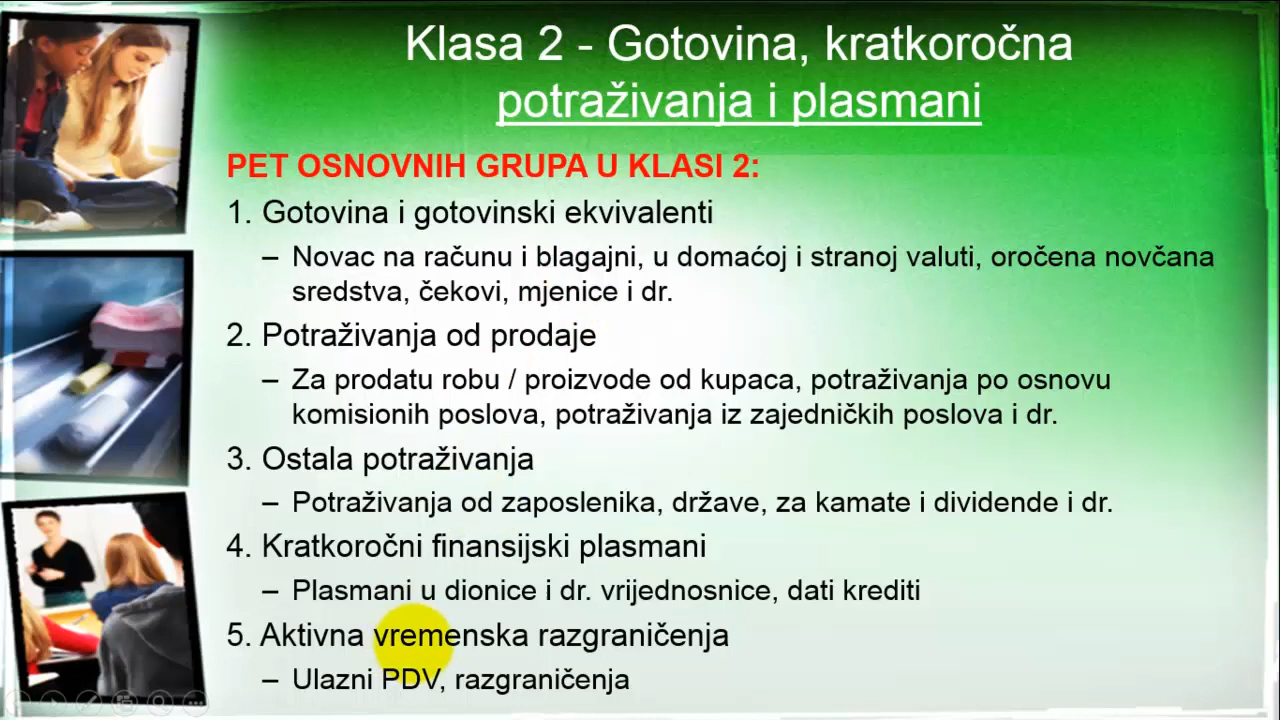 Klasa 2 - Gotovina, kratkoročna
potraživanja i plasmani
PET OSNOVNIH GRUPA U KLASI 2:
1. Gotovina i gotovinski ekvivalenti
– Novac na računu i blagajni, u domaćoj i stranoj valuti, oročena novčana
sredstva, čekovi, mjenice i dr.
2. Potraživanja od prodaje
– Za prodatu robu / proizvode od kupaca, potraživanja po osnovu
komisionih poslova, potraživanja iz zajedničkih poslova i dr.
3. Ostala potraživanja
– Potraživanja od zaposlenika, države, za kamate i dividende i dr.
4. Kratkoročni finansijski plasmani
– Plasmani u dionice i dr. vrijednosnice, dati krediti
5. Aktivna vremenska razgraničenja
– Ulazni PDV, razgraničenja